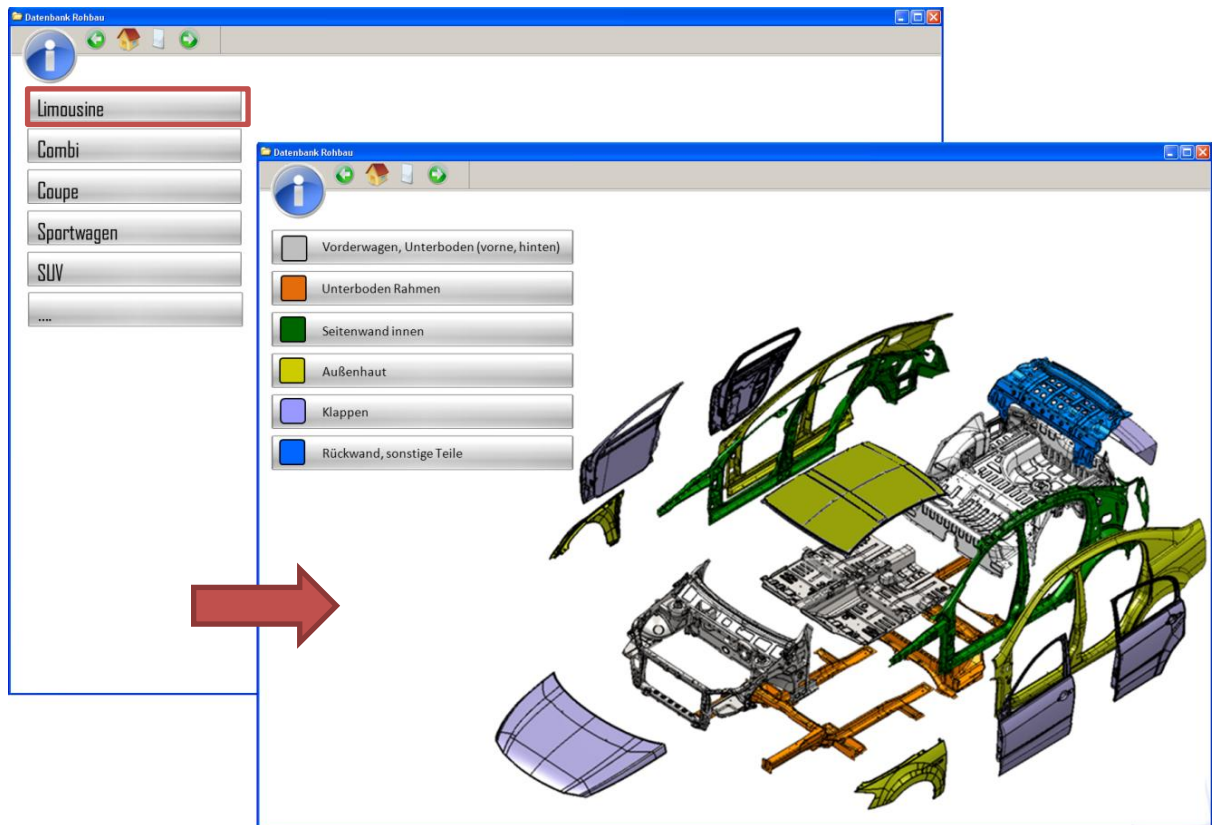 Datenbank Rohbau
i
Limousine
Combi
Coupe
Sportwagen
SUV
....
Datenbank Rohbau
i
Vorderwagen, Unterboden (vorne, hinten)
Unterboden Rahmen
Seitenwand innen
Außenhaut
Klappen
Rückwand, sonstige Teile